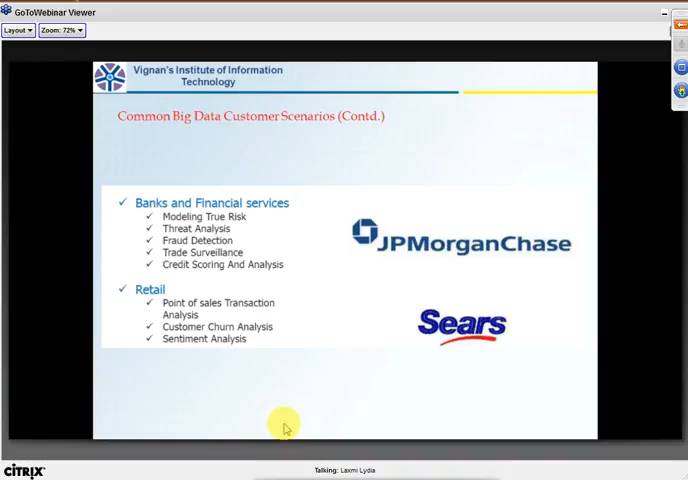 GoToWebinar Viewer
Layout
Zoom: 72%
Vignan's Institute of Information
Technology
Common Big Data Customer Scenarios (Contd.)
Banks and Financial services
Modeling True Risk
Threat Analysis
Fraud Detection
Trade Surveillance
Credit Scoring And Analysis
JPMorganChase
Retail
Point of sales Transaction
Analysis
Customer Churn Analysis
Sentiment Analysis
Sears
CİTRIX
Talking: Laxmi Lydia